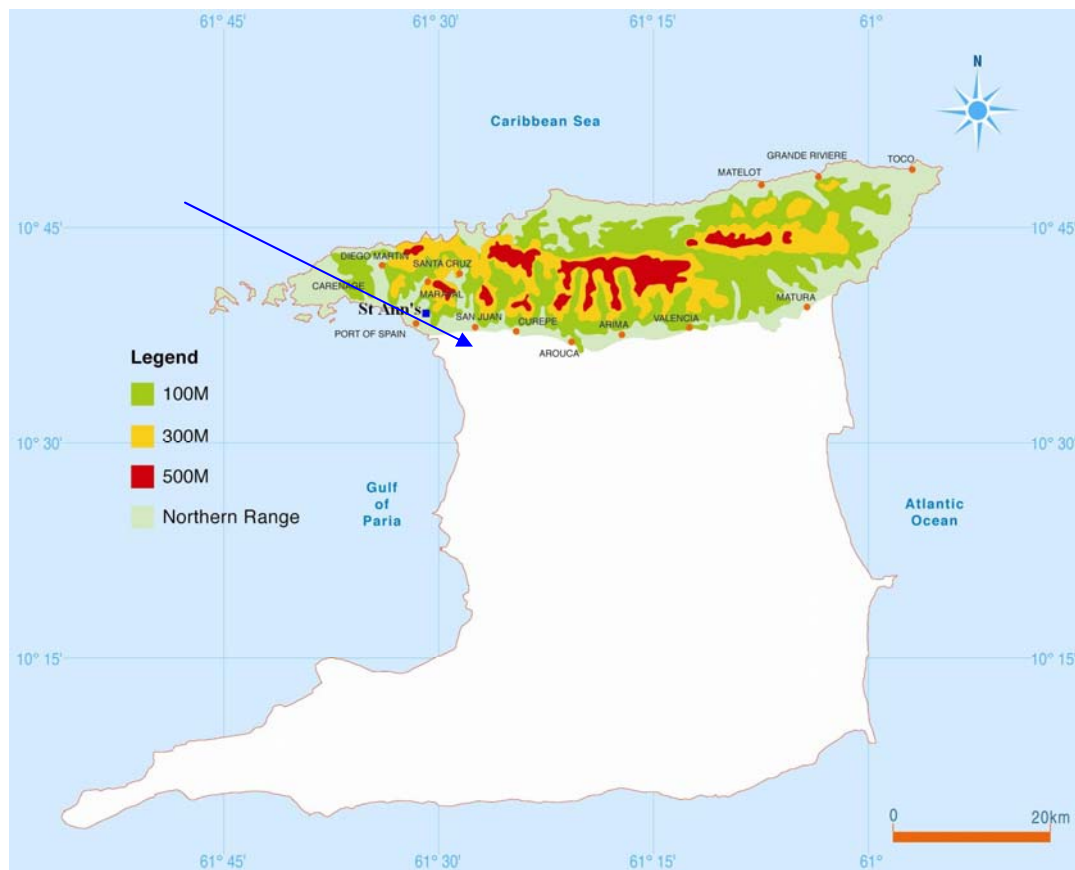 61° 45'
61° 30'
61° 15'
61°
N
Caribbean Sea
GRANDE RIVIERE
TOCO
MATELOT
10° 45'
10° 45'
DIEGO MARTIN
SANTA CRUZ
CARENAGE
MARAVAL
MATURA
St Ann's
SAN JUAN
CUREPE
ARIMA
VALENCIA
PORT OF SPAIN
AROUCA
Legend
100M
300M
500M
Northern Range
10° 30'
10° 30'
Gulf
of
Paria
Atlantic
Ocean
10° 15'
10° 15'
0
20km
61° 45'
61° 30'
61° 15'
61°